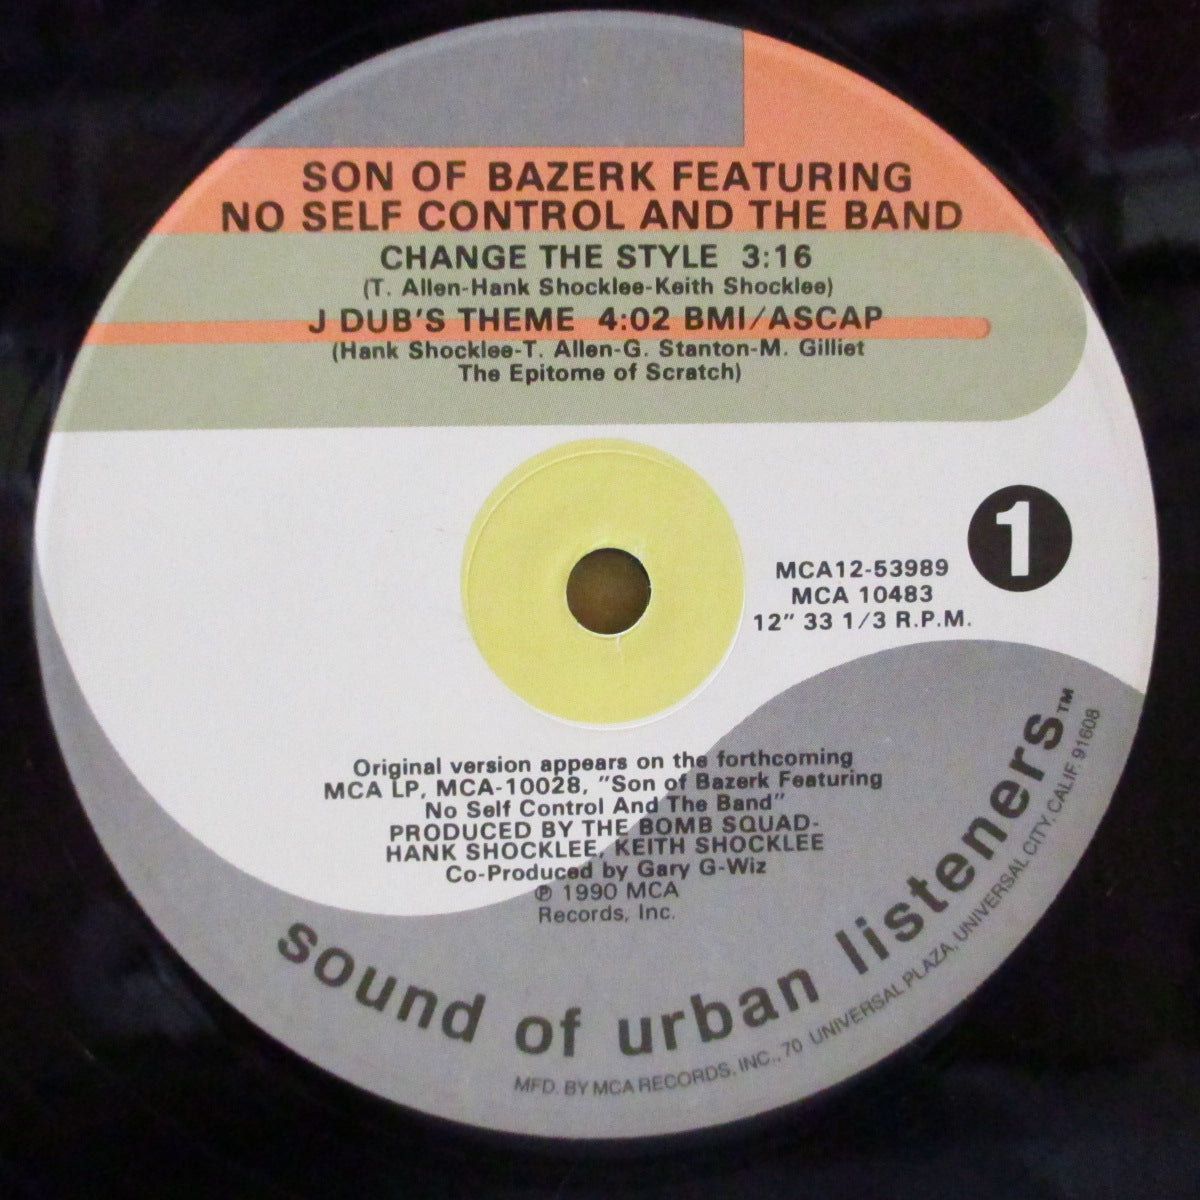 SON OF BAZERK FEATURING
NO SELF CONTROL AND THE BAND
CHANGE THE STYLE 3:16
(T. Allen-Hank Shocklee-Keith Shocklee)
J DUB'S THEME 4:02 BMI/ASCAP
(Hank Shocklee-T. Allen-G. Stanton-M. Gilliet
The Epitome of Scratch)
1
MCA12-53989
MCA 10483
12" 33 1/3 R.P.M.
Original version appears on the forthcoming
MCA LP, MCA-10028, "Son of Bazerk Featuring
No Self Control And The Band"
PRODUCED BY THE BOMB SQUAD-
HANK SHOCKLEE, KEITH SHOCKLEE
Co-Produced by Gary G-Wiz
℗ 1990 MCA
Records, Inc.
sound of urban listeners™
MFD. BY MCA RECORDS, INC., 70 UNIVERSAL PLAZA, UNIVERSAL CITY, CALIF. 91608